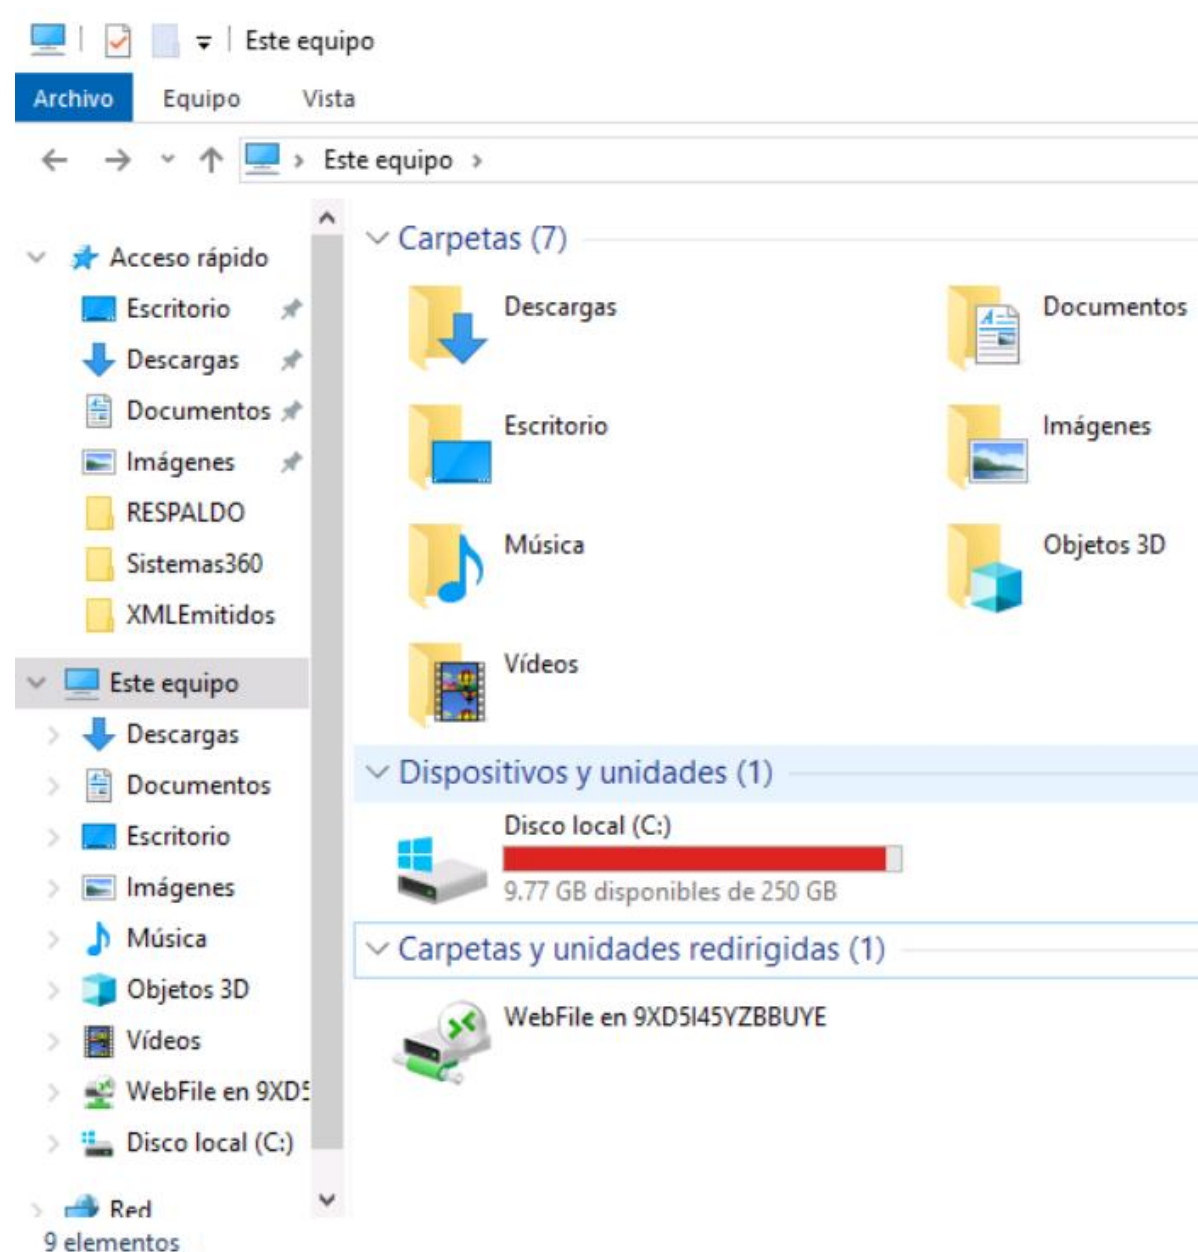 Este equipo
Archivo Equipo Vista
Este equipo
Acceso rápido
Escritorio
Descargas
Documentos
Imágenes
RESPALDO
Sistemas360
XMLEmitidos
Este equipo
Descargas
Documentos
Escritorio
Imágenes
Música
Objetos 3D
Vídeos
WebFile en 9XD5
Disco local (C:)
Red
Carpetas (7)
Descargas
Documentos
Escritorio
Imágenes
Música
Objetos 3D
Vídeos
Dispositivos y unidades (1)
Disco local (C:)
9.77 GB disponibles de 250 GB
Carpetas y unidades redirigidas (1)
WebFile en 9XD5I45YZBBUYE
9 elementos